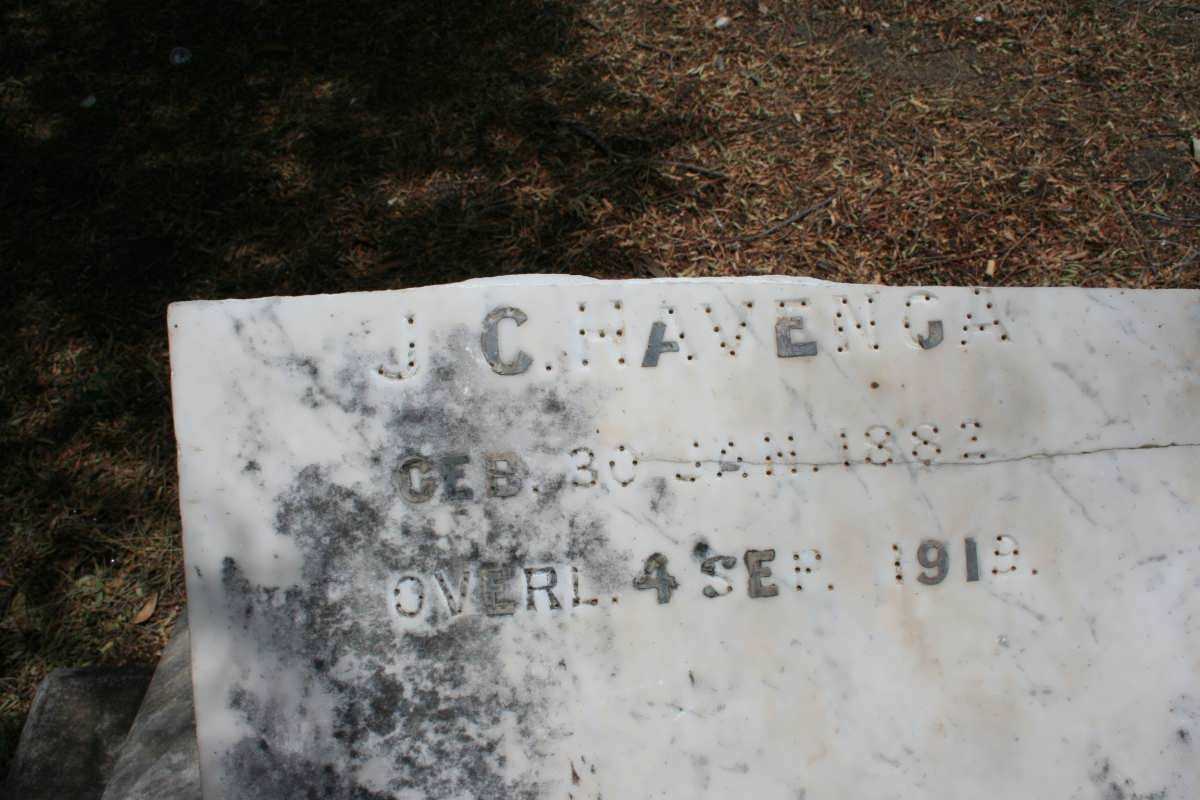 J. C. HAVENGA
GEB. 30 JAN. 1882
OVERL. 4 SEP. 1919.